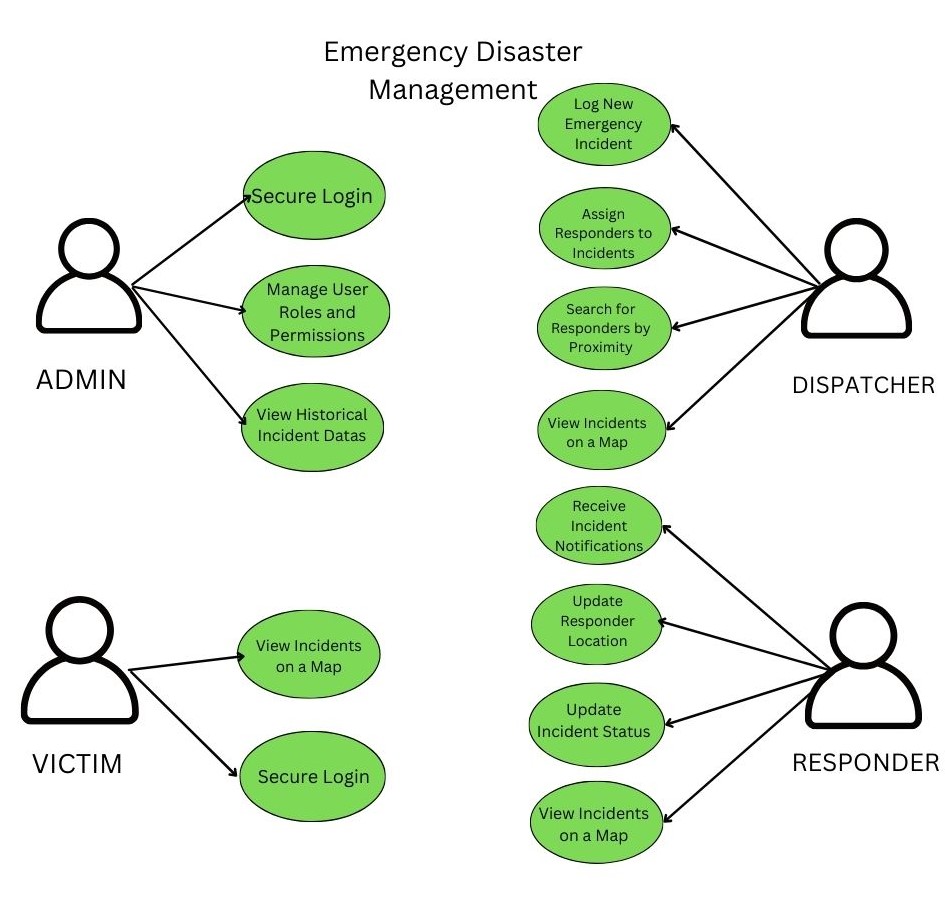 Emergency Disaster
Management
Secure Login
Manage User
Roles and
Permissions
View Historical
Incident Datas
ADMIN
Log New
Emergency
Incident
Assign
Responders to
Incidents
Search for
Responders by
Proximity
View Incidents
on a Map
DISPATCHER
View Incidents
on a Map
Secure Login
VICTIM
Receive
Incident
Notifications
Update
Responder
Location
Update
Incident Status
View Incidents
on a Map
RESPONDER